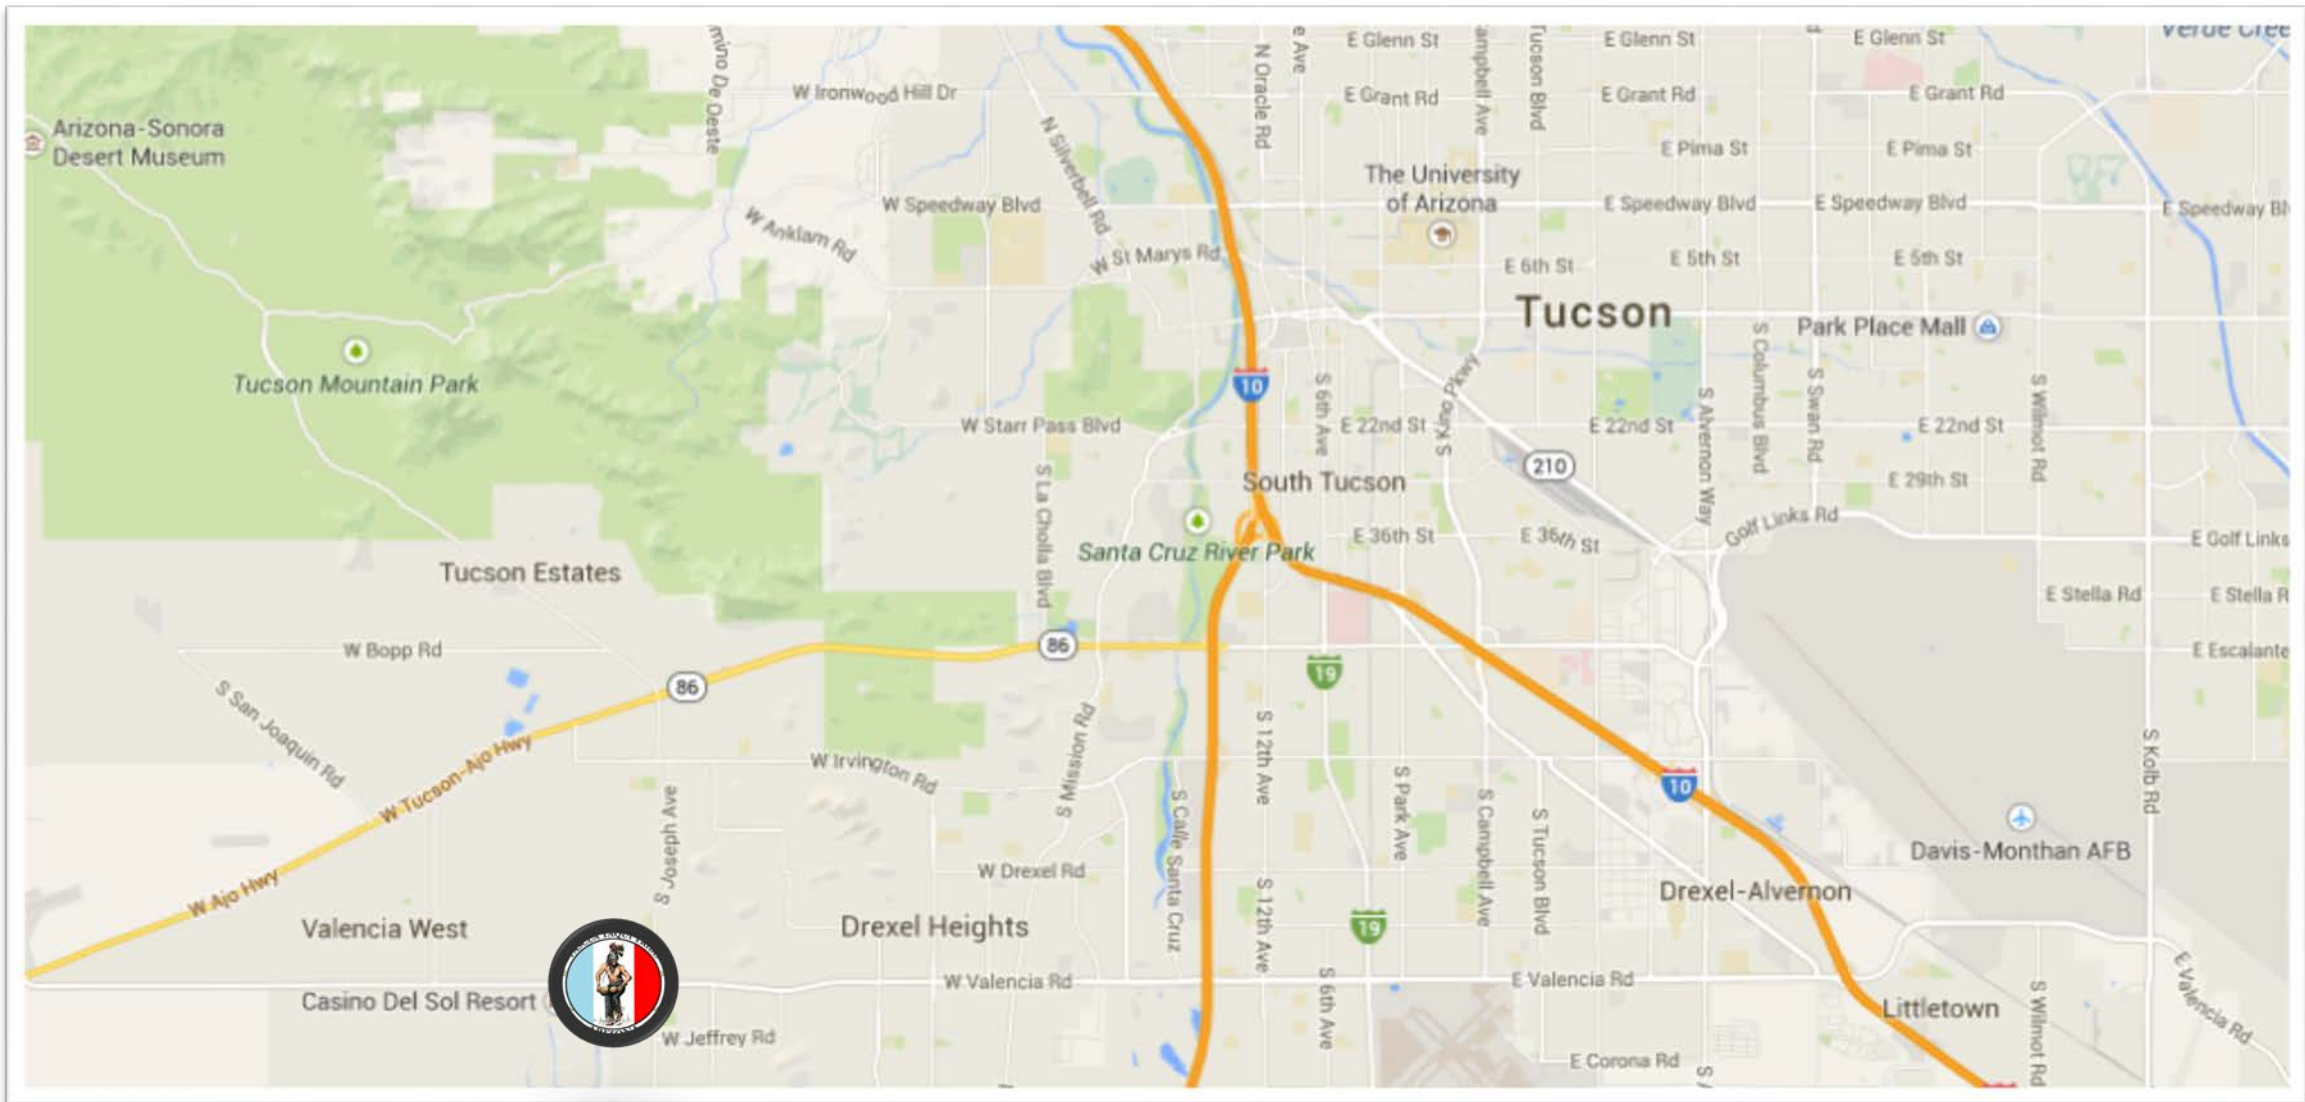 mino De Oeste
E Glenn St
E Glenn St
E Glenn St
Verde Cree
W Ironwood Hill Dr
N Oracle Rd
e Ave
E Grant Rd
ampbell Ave
Tucson Blvd
E Grant Rd
E Grant Rd
Arizona-Sonora
Desert Museum
N Silverbell Rd
E Pima St
E Pima St
The University
of Arizona
W Speedway Blvd
E Speedway Blvd
E Speedway Blvd
E Speedway Bl
W Anklam Rd
W St Marys Rd
E 6th St
E 5th St
E 5th St
Tucson
Park Place Mall
Tucson Mountain Park
10
S 6th Ave
S Kino Pkwy
S Columbus Blvd
S Swan Rd
S Alvernon Way
S Wilmot Rd
W Starr Pass Blvd
E 22nd St
E 22nd St
E 22nd St
S La Cholla Blvd
South Tucson
210
E 29th St
Santa Cruz River Park
E 36th St
E 36th St
Golf Links Rd
E Golf Links
Tucson Estates
E Stella Rd
E Stella R
W Bopp Rd
86
86
19
E Escalante
S San Joaquin Rd
W Tucson-Ajo Hwy
S Mission Rd
S 12th Ave
W Irvington Rd
S Joseph Ave
S Calle Santa Cruz
S Park Ave
S Campbell Ave
S Tucson Blvd
10
S Kolb Rd
Davis-Monthan AFB
W Drexel Rd
W Ajo Hwy
Drexel-Alvernon
Valencia West
Drexel Heights
S 12th Ave
19
W Valencia Rd
E Valencia Rd
E Valencia Rd
Casino Del Sol Resort
S 6th Ave
Littletown
S Wilmot Rd
W Jeffrey Rd
E Corona Rd